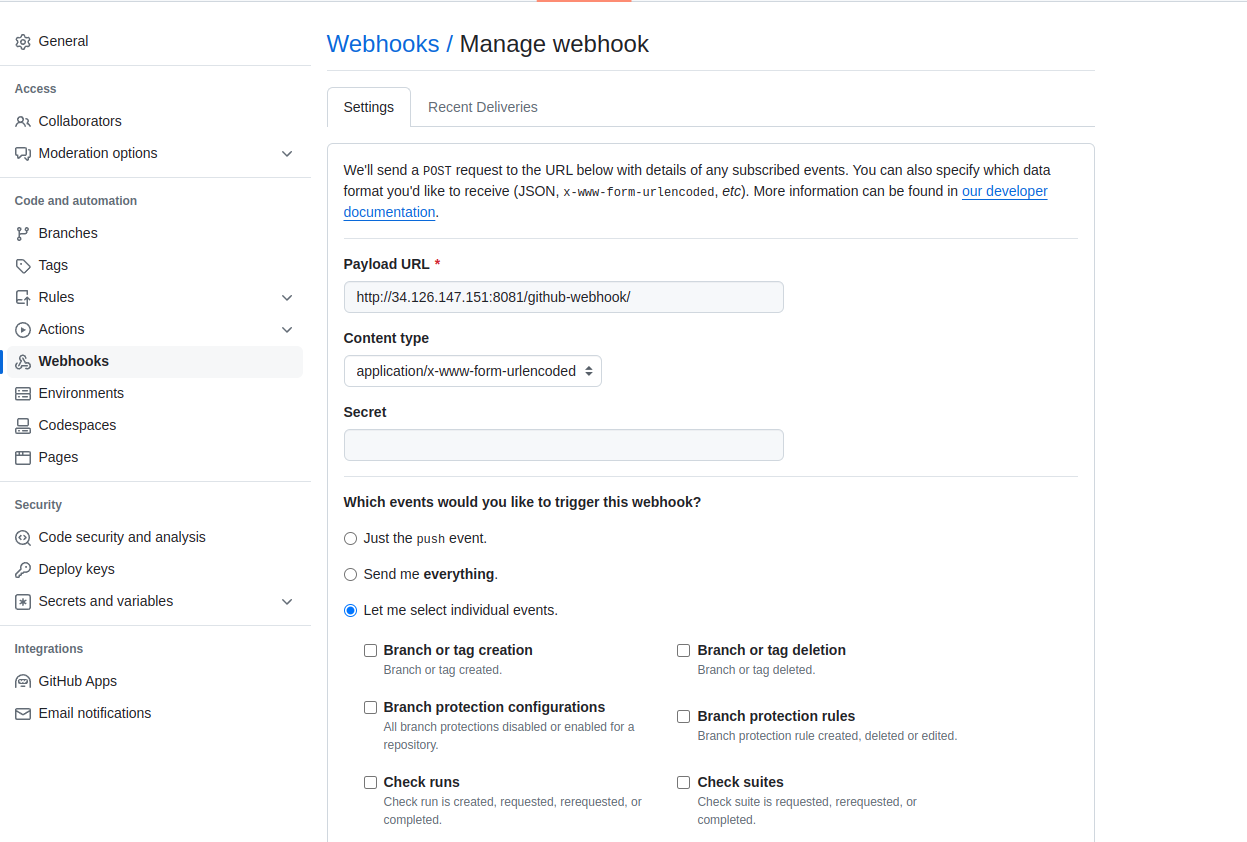 General
Access
Collaborators
Moderation options
Code and automation
Branches
Tags
Rules
Actions
Webhooks
Environments
Codespaces
Pages
Security
Code security and analysis
Deploy keys
Secrets and variables
Integrations
GitHub Apps
Email notifications
Webhooks / Manage webhook
Settings Recent Deliveries
We'll send a POST request to the URL below with details of any subscribed events. You can also specify which data
format you'd like to receive (JSON, x-www-form-urlencoded, etc). More information can be found in our developer
documentation.
Payload URL *
http://34.126.147.151:8081/github-webhook/
Content type
application/x-www-form-urlencoded
Secret
Which events would you like to trigger this webhook?
Just the push event.
Send me everything.
Let me select individual events.
Branch or tag creation
Branch or tag created.
Branch or tag deletion
Branch or tag deleted.
Branch protection configurations
All branch protections disabled or enabled for a
repository.
Branch protection rules
Branch protection rule created, deleted or edited.
Check runs
Check run is created, requested, rerequested, or
completed.
Check suites
Check suite is requested, rerequested, or
completed.